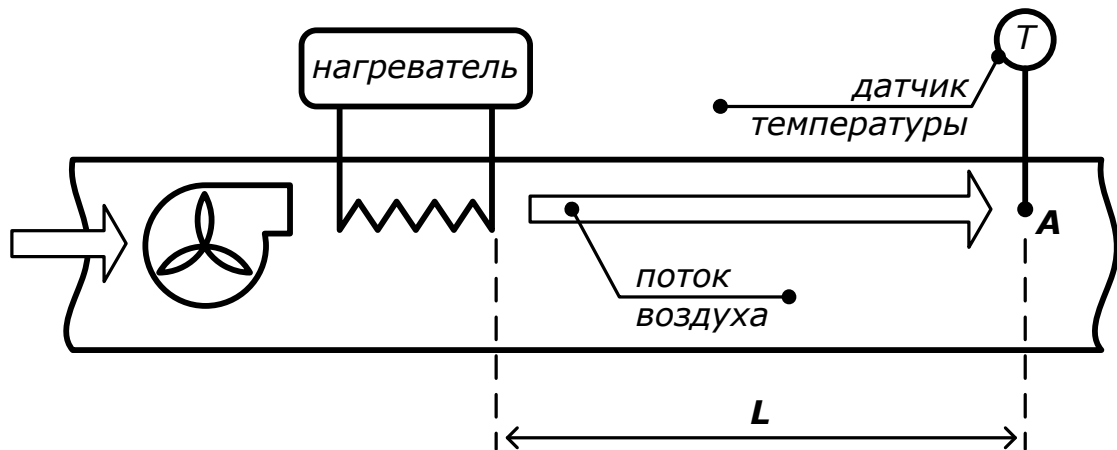 нагреватель
T
датчик
температуры
A
поток
воздуха
L